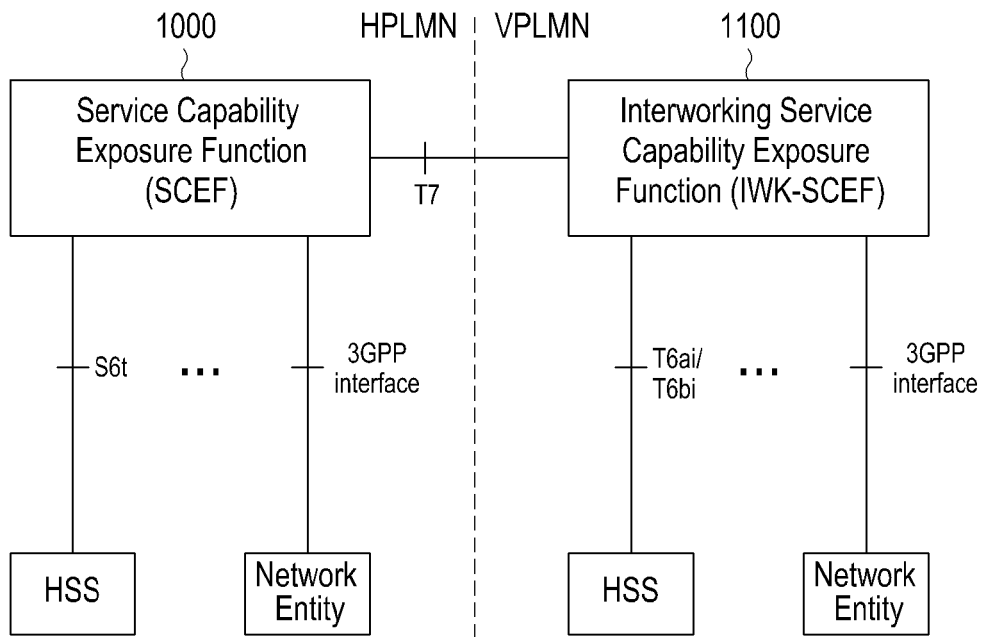 1000
HPLMN
VPLMN
1100
Service Capability
Exposure Function
(SCEF)
T7
Interworking Service
Capability Exposure
Function (IWK-SCEF)
S6t
...
3GPP
interface
T6ai/
T6bi
...
3GPP
interface
HSS
Network
Entity
HSS
Network
Entity